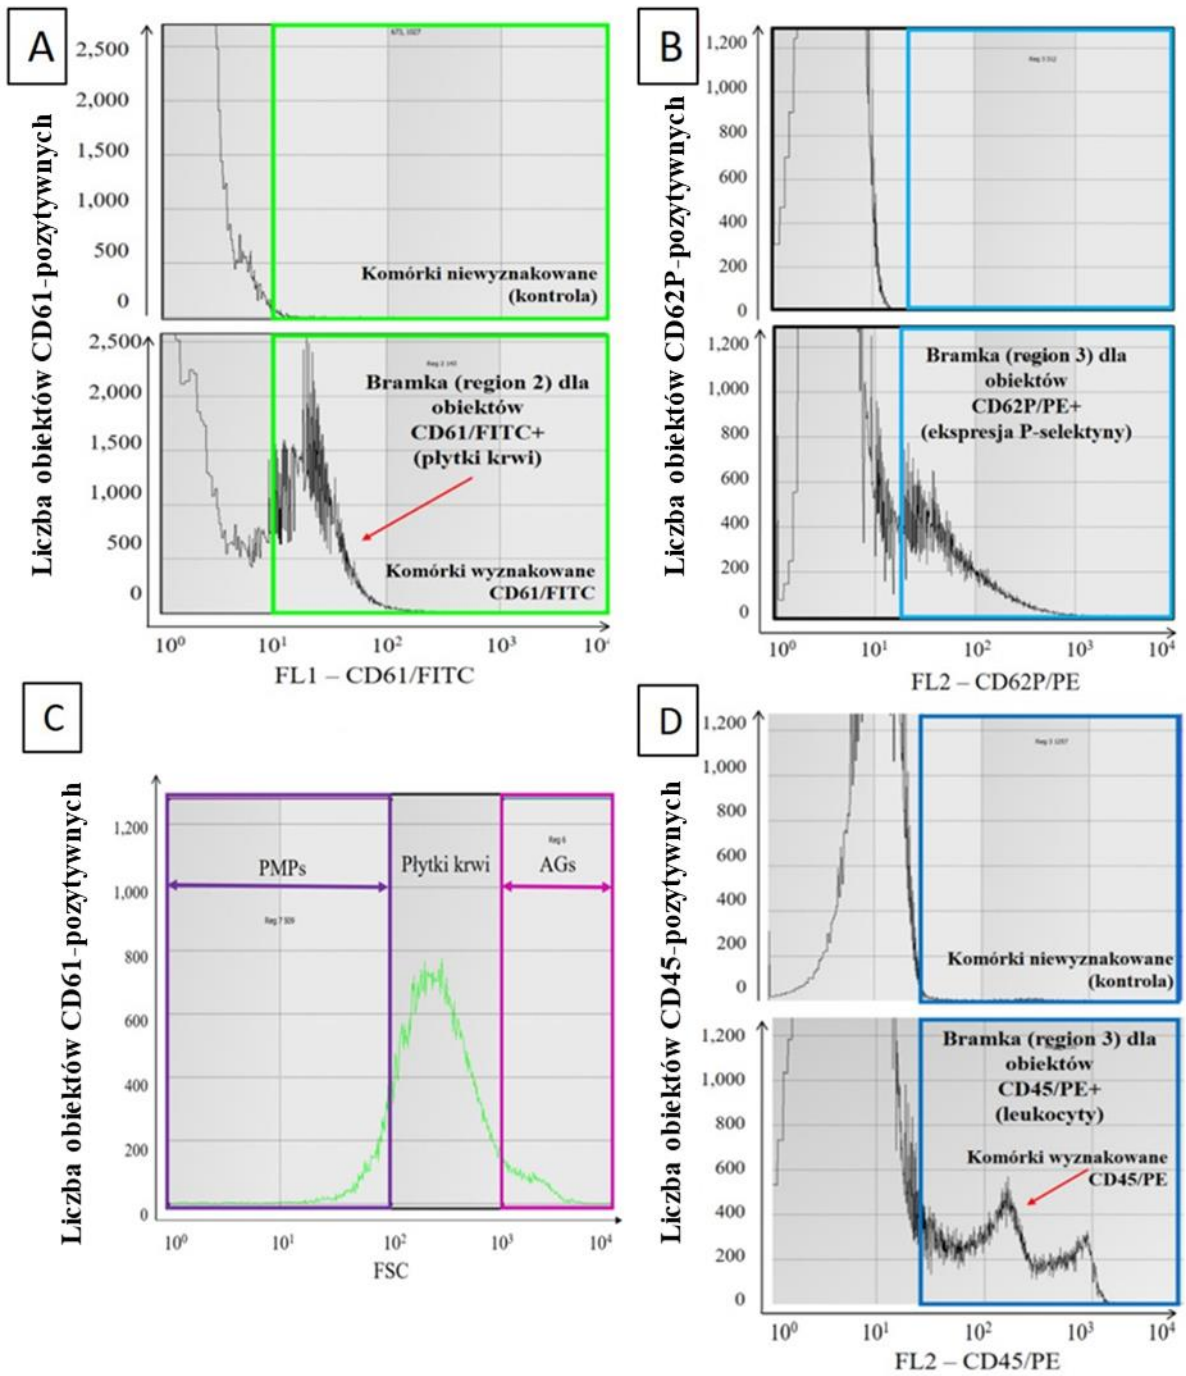 A
Liczba obiektów CD61-pozytywnych
2,500
2,000
1,500
1,000
500
0
Komórki niewyznakowane
(kontrola)
2,500
2,000
1,500
1,000
500
0
Bramka (region 2) dla
obiektów
CD61/FITC+
(płytki krwi)
Komórki wyznakowane
CD61/FITC
10⁰ 10¹ 10² 10³ 10⁴
FL1 – CD61/FITC
B
Liczba obiektów CD62P-pozytywnych
1,200
1,000
800
600
400
200
0
1,200
1,000
800
600
400
200
0
Bramka (region 3) dla
obiektów
CD62P/PE+
(ekspresja P-selektyny)
10⁰ 10¹ 10² 10³ 10⁴
FL2 – CD62P/PE
C
Liczba obiektów CD61-pozytywnych
1,200
1,000
800
600
400
200
0
PMPs
Płytki krwi
AGs
Reg 6
10⁰ 10¹ 10² 10³ 10⁴
FSC
D
Liczba obiektów CD45-pozytywnych
1,200
1,000
800
600
400
200
0
Komórki niewyznakowane
(kontrola)
1,200
1,000
800
600
400
200
0
Bramka (region 3) dla
obiektów
CD45/PE+
(leukocyty)
Komórki wyznakowane
CD45/PE
10⁰ 10¹ 10² 10³ 10⁴
FL2 – CD45/PE